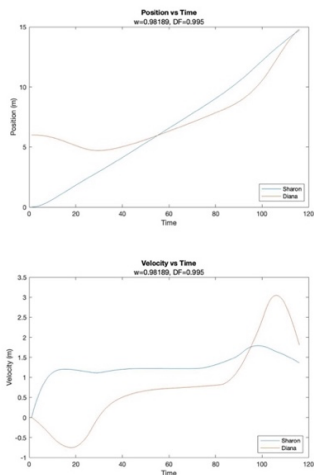 Position vs Time
w=0.98189, DF=0.995
15
10
5
0
Position (m)
0 20 40 60 80 100 120
Time
Sharon
Diana
Velocity vs Time
w=0.98189, DF=0.995
3.5
3
2.5
2
1.5
1
0.5
0
-0.5
-1
Velocity (m)
0 20 40 60 80 100 120
Time
Sharon
Diana